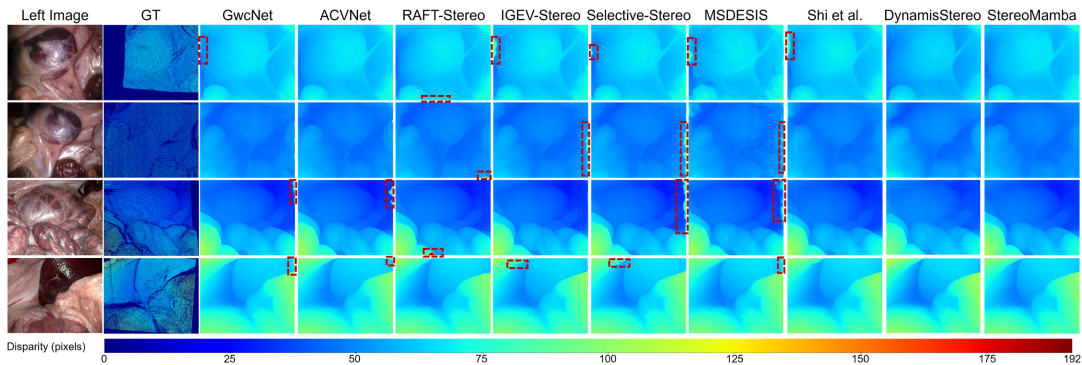 Left Image GT GwcNet ACVNet RAFT-Stereo IGEV-Stereo Selective-Stereo MSDESIS Shi et al. DynamisStereo StereoMamba
Disparity (pixels)
0 25 50 75 100 125 150 175 192